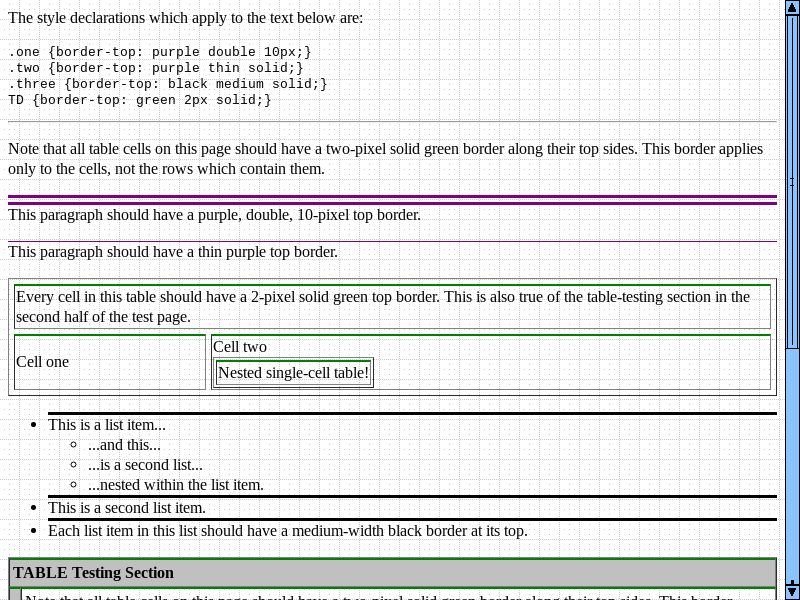 The style declarations which apply to the text below are:
.one {border-top: purple double 10px;}
.two {border-top: purple thin solid;}
.three {border-top: black medium solid;}
TD {border-top: green 2px solid;}
Note that all table cells on this page should have a two-pixel solid green border along their top sides. This border applies
only to the cells, not the rows which contain them.
This paragraph should have a purple, double, 10-pixel top border.
This paragraph should have a thin purple top border.
Every cell in this table should have a 2-pixel solid green top border. This is also true of the table-testing section in the
second half of the test page.
Cell one
Cell two
Nested single-cell table!
This is a list item...
...and this...
...is a second list...
...nested within the list item.
This is a second list item.
Each list item in this list should have a medium-width black border at its top.
TABLE Testing Section
Note that all table cells on this page should have a two-pixel solid green border along their top sides. This border